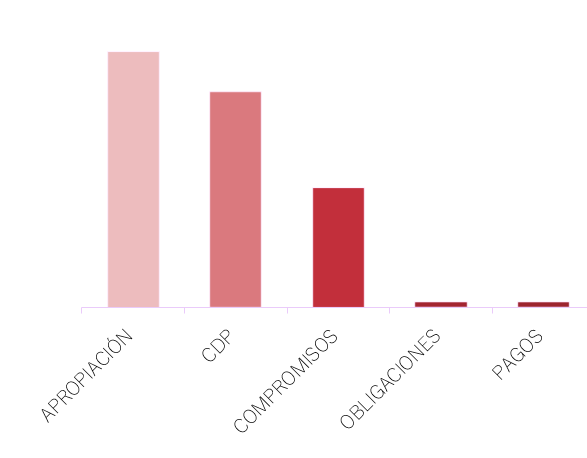 APROPIACIÓN
CDP
COMPROMISOS
OBLIGACIONES
PAGOS